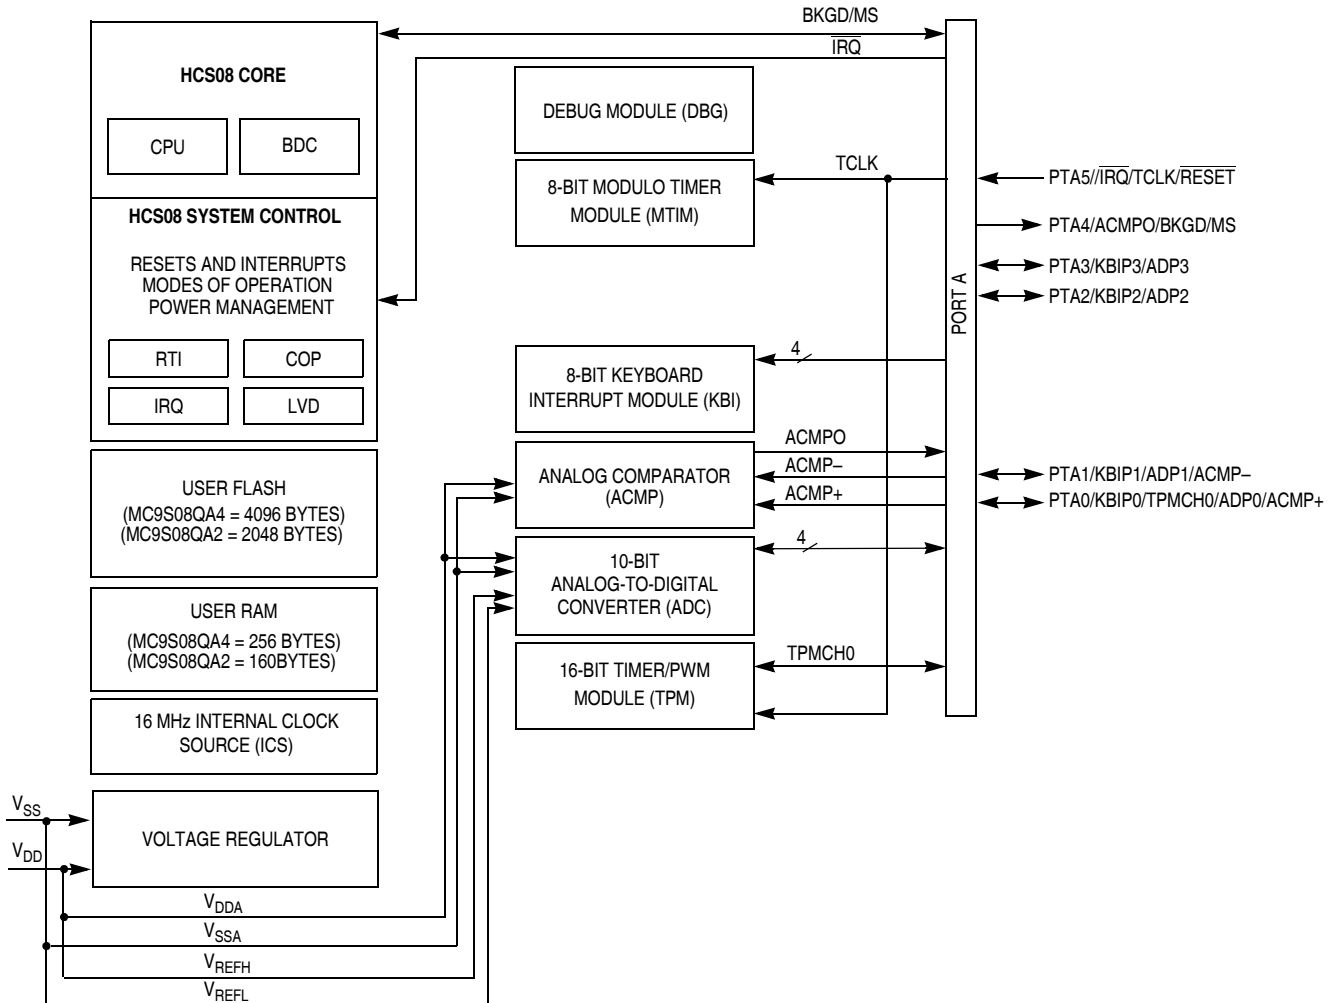 BKGD/MS
IRQ
HCS08 CORE
CPU
BDC
HCS08 SYSTEM CONTROL
RESETS AND INTERRUPTS
MODES OF OPERATION
POWER MANAGEMENT
RTI
COP
IRQ
LVD
USER FLASH
(MC9S08QA4 = 4096 BYTES)
(MC9S08QA2 = 2048 BYTES)
USER RAM
(MC9S08QA4 = 256 BYTES)
(MC9S08QA2 = 160BYTES)
16 MHz INTERNAL CLOCK
SOURCE (ICS)
VSS
VDD
VOLTAGE REGULATOR
VDDA
VSSA
VREFH
VREFL
DEBUG MODULE (DBG)
8-BIT MODULO TIMER
MODULE (MTIM)
TCLK
8-BIT KEYBOARD
INTERRUPT MODULE (KBI)
4
ANALOG COMPARATOR
(ACMP)
ACMPO
ACMP–
ACMP+
10-BIT
ANALOG-TO-DIGITAL
CONVERTER (ADC)
4
16-BIT TIMER/PWM
MODULE (TPM)
TPMCH0
PORT A
PTA5//IRQ/TCLK/RESET
PTA4/ACMPO/BKGD/MS
PTA3/KBIP3/ADP3
PTA2/KBIP2/ADP2
PTA1/KBIP1/ADP1/ACMP–
PTA0/KBIP0/TPMCH0/ADP0/ACMP+